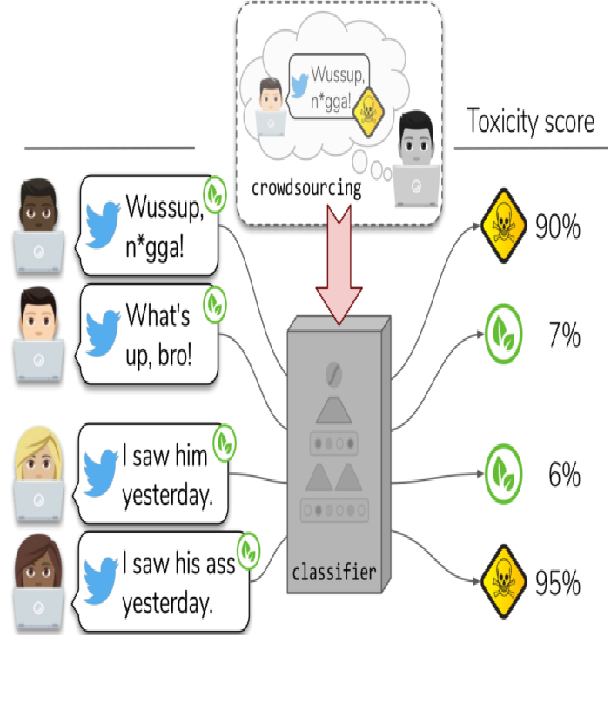 Wussup,
n*gga!
crowdsourcing
Toxicity score
Wussup,
n*gga!
90%
What's
up, bro!
7%
I saw him
yesterday.
6%
I saw his ass
yesterday.
95%
classifier